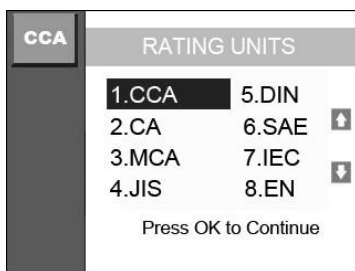 CCA
RATING UNITS
1.CCA 5.DIN
2.CA 6.SAE
3.MCA 7.IEC
4.JIS 8.EN
Press OK to Continue